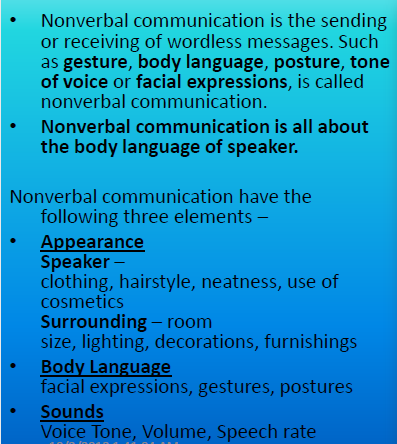 • Nonverbal communication is the sending
or receiving of wordless messages. Such
as gesture, body language, posture, tone
of voice or facial expressions, is called
nonverbal communication.
• Nonverbal communication is all about
the body language of speaker.
Nonverbal communication have the
following three elements –
• Appearance
Speaker –
clothing, hairstyle, neatness, use of
cosmetics
Surrounding – room
size, lighting, decorations, furnishings
• Body Language
facial expressions, gestures, postures
• Sounds
Voice Tone, Volume, Speech rate